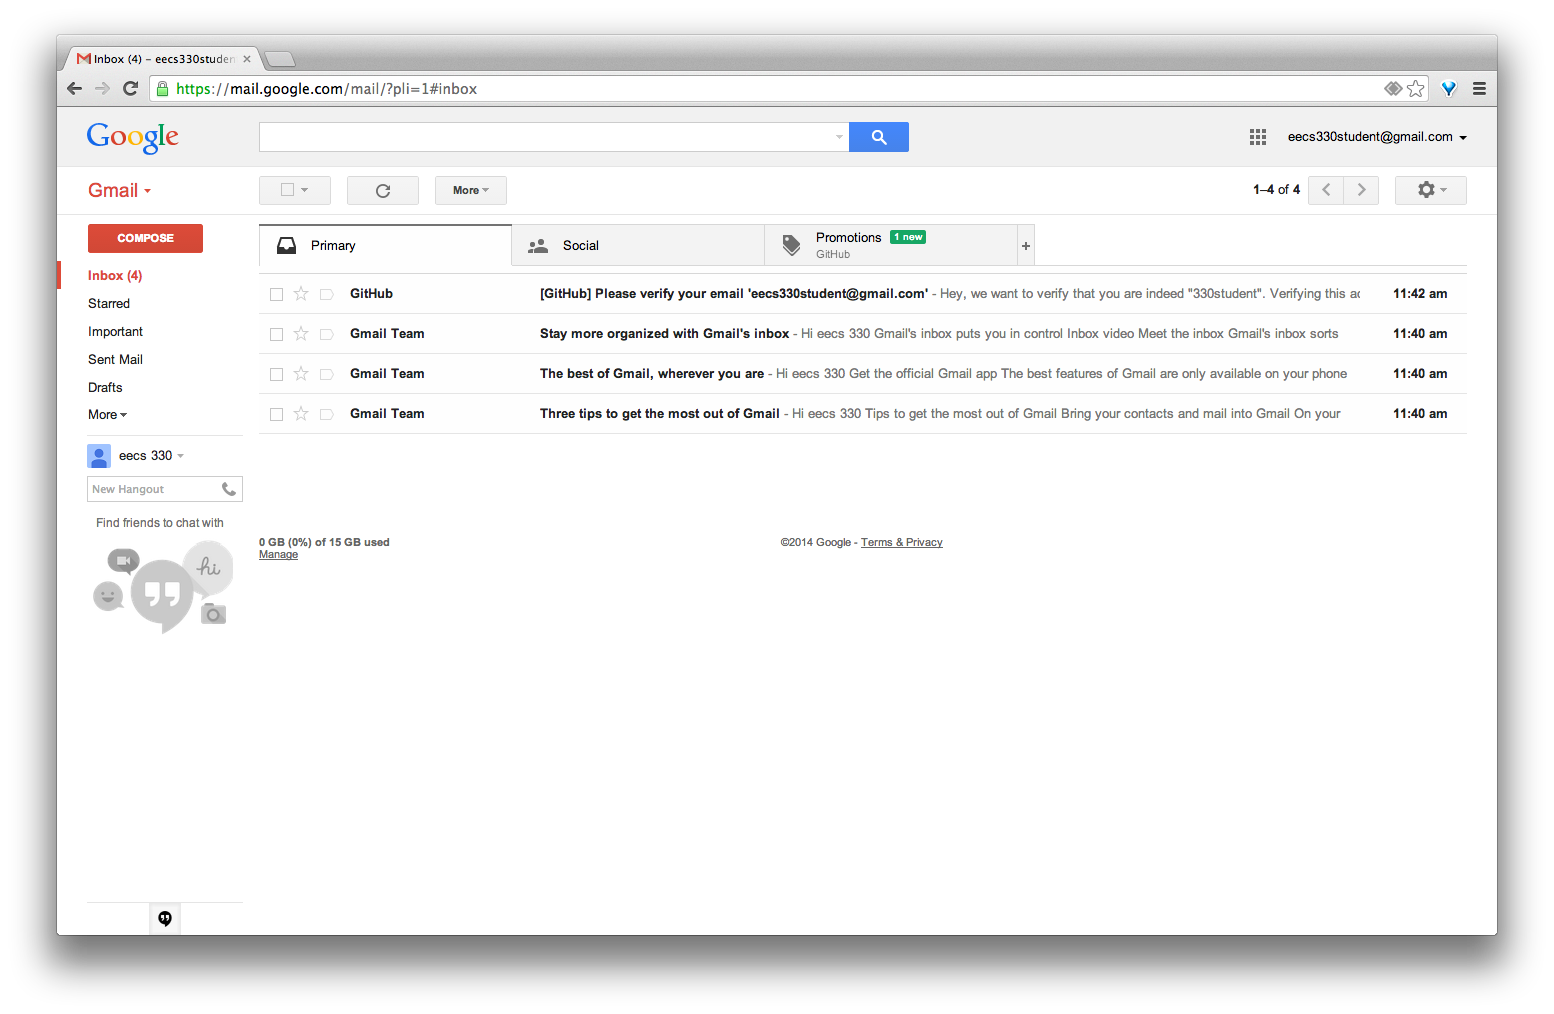 Inbox (4) – eecs330studen
https://mail.google.com/mail/?pli=1#inbox
Google
eecs330student@gmail.com
Gmail
More
1–4 of 4
COMPOSE
Inbox (4)
Starred
Important
Sent Mail
Drafts
More
eecs 330
New Hangout
Find friends to chat with
hi
Primary
Social
Promotions 1 new
GitHub
+
GitHub [GitHub] Please verify your email 'eecs330student@gmail.com' - Hey, we want to verify that you are indeed "330student". Verifying this ac 11:42 am
Gmail Team Stay more organized with Gmail's inbox - Hi eecs 330 Gmail's inbox puts you in control Inbox video Meet the inbox Gmail's inbox sorts 11:40 am
Gmail Team The best of Gmail, wherever you are - Hi eecs 330 Get the official Gmail app The best features of Gmail are only available on your phone 11:40 am
Gmail Team Three tips to get the most out of Gmail - Hi eecs 330 Tips to get the most out of Gmail Bring your contacts and mail into Gmail On your 11:40 am
0 GB (0%) of 15 GB used
Manage
©2014 Google - Terms & Privacy